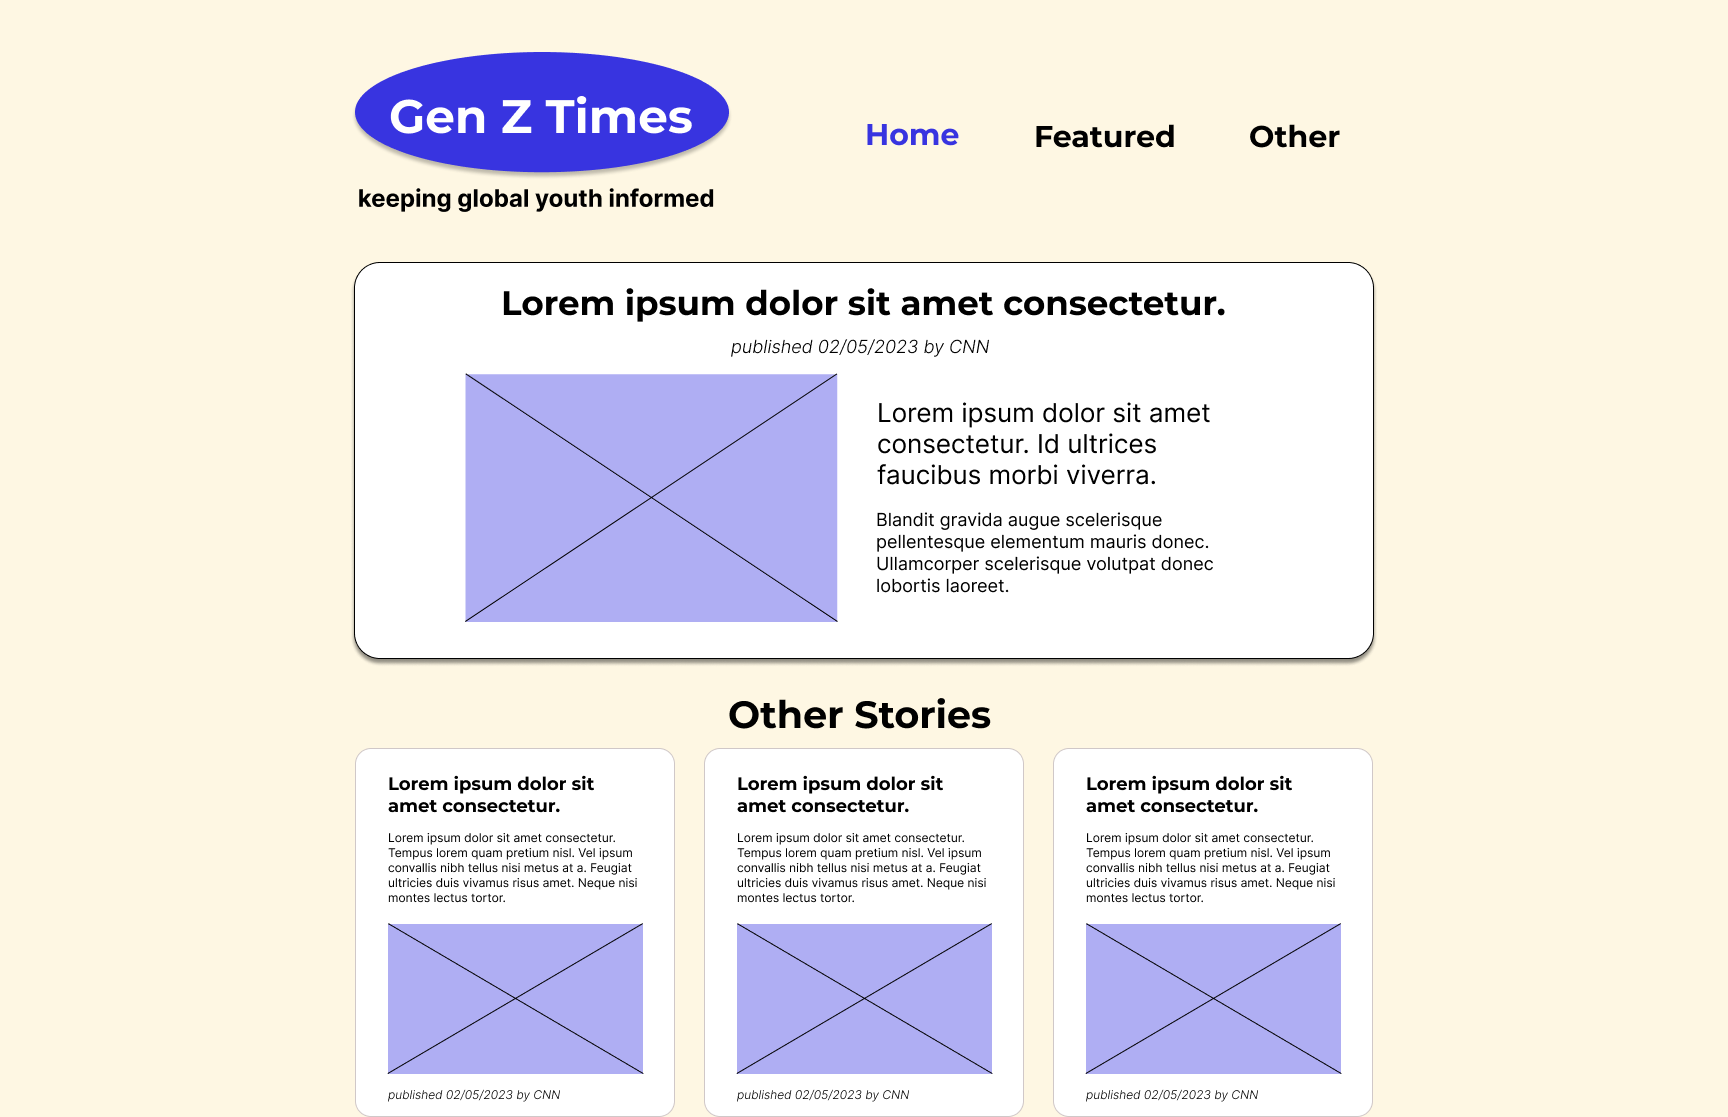 Gen Z Times
Home
Featured
Other
keeping global youth informed
Lorem ipsum dolor sit amet consectetur.
published 02/05/2023 by CNN
Lorem ipsum dolor sit amet
consectetur. Id ultrices
faucibus morbi viverra.
Blandit gravida augue scelerisque
pellentesque elementum mauris donec.
Ullamcorper scelerisque volutpat donec
lobortis laoreet.
Other Stories
Lorem ipsum dolor sit
amet consectetur.
Lorem ipsum dolor sit amet consectetur.
Tempus lorem quam pretium nisl. Vel ipsum
convallis nibh tellus nisi metus at a. Feugiat
ultricies duis vivamus risus amet. Neque nisi
montes lectus tortor.
published 02/05/2023 by CNN
Lorem ipsum dolor sit
amet consectetur.
Lorem ipsum dolor sit amet consectetur.
Tempus lorem quam pretium nisl. Vel ipsum
convallis nibh tellus nisi metus at a. Feugiat
ultricies duis vivamus risus amet. Neque nisi
montes lectus tortor.
published 02/05/2023 by CNN
Lorem ipsum dolor sit
amet consectetur.
Lorem ipsum dolor sit amet consectetur.
Tempus lorem quam pretium nisl. Vel ipsum
convallis nibh tellus nisi metus at a. Feugiat
ultricies duis vivamus risus amet. Neque nisi
montes lectus tortor.
published 02/05/2023 by CNN